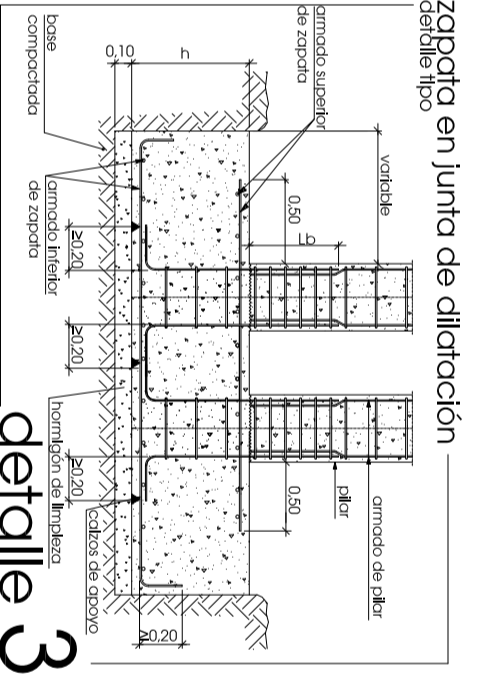 zapata en junta de dilatación
detalle tipo
variable
armado superior
de zapata
0,50
Lb
0,50
pilar
armado de pilar
h
0,10
base
compactada
armado inferior
de zapata
≥0,20
≥0,20
≥0,20
≥0,20
hormigón de limpieza
calzos de apoyo
detalle 3